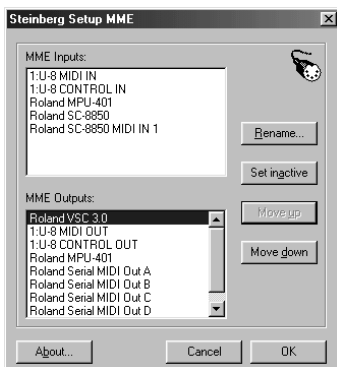 Steinberg Setup MME
MME Inputs:
1:U-8 MIDI IN
1:U-8 CONTROL IN
Roland MPU-401
Roland SC-8850
Roland SC-8850 MIDI IN 1
Rename...
Set inactive
MME Outputs:
Roland VSC 3.0
1:U-8 MIDI OUT
1:U-8 CONTROL OUT
Roland MPU-401
Roland Serial MIDI Out A
Roland Serial MIDI Out B
Roland Serial MIDI Out C
Roland Serial MIDI Out D
Move up
Move down
About...
Cancel
OK